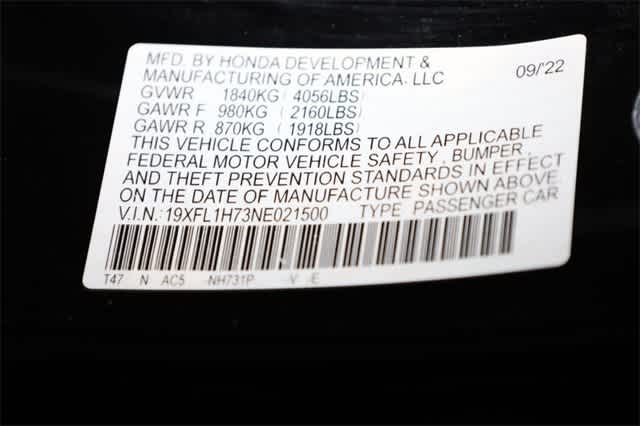 MFD. BY HONDA DEVELOPMENT &
MANUFACTURING OF AMERICA, LLC 09/'22
GVWR 1840KG ( 4056LBS)
GAWR F 980KG ( 2160LBS)
GAWR R 870KG ( 1918LBS)
THIS VEHICLE CONFORMS TO ALL APPLICABLE
FEDERAL MOTOR VEHICLE SAFETY, BUMPER,
AND THEFT PREVENTION STANDARDS IN EFFECT
ON THE DATE OF MANUFACTURE SHOWN ABOVE.
V.I.N.: 19XFL1H73NE021500 TYPE PASSENGER CAR
T47 N AC5 NH731P V E